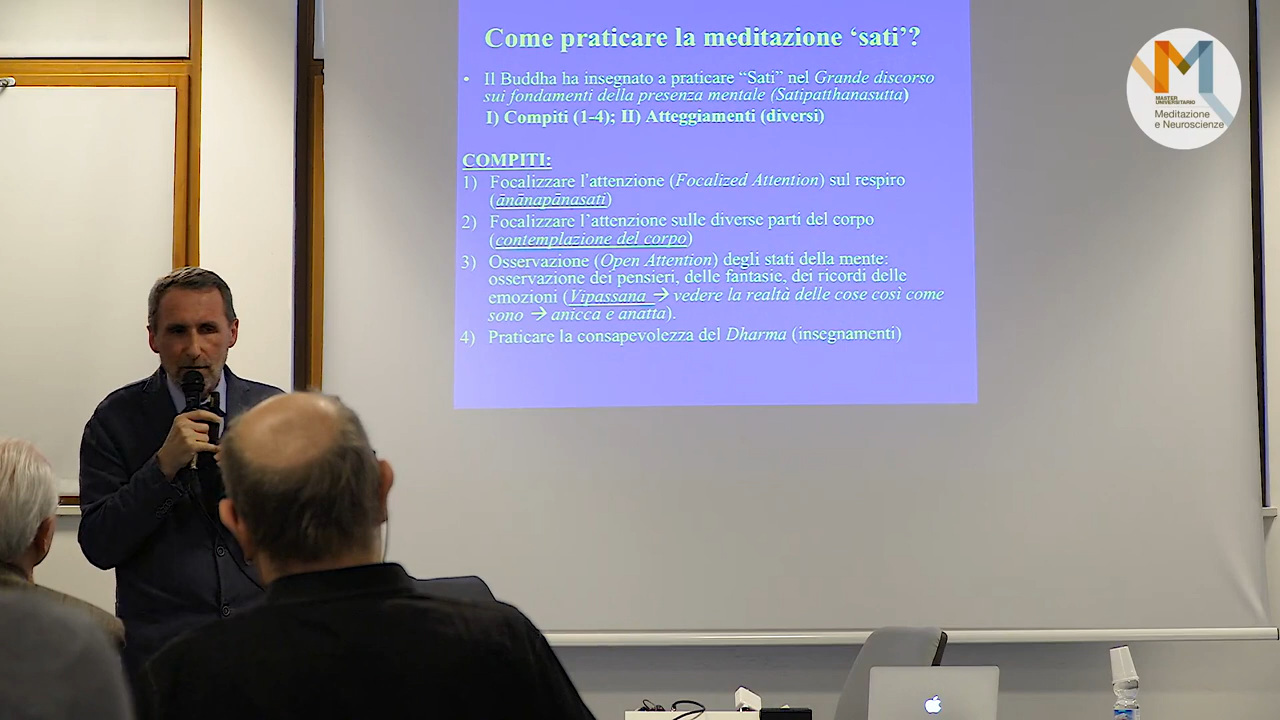 Come praticare la meditazione ‘sati’?
• Il Buddha ha insegnato a praticare “Sati” nel Grande discorso
sui fondamenti della presenza mentale (Satipatthanasutta)
I) Compiti (1-4); II) Atteggiamenti (diversi)
COMPITI:
1) Focalizzare l’attenzione (Focalized Attention) sul respiro
(ānānapānasati)
2) Focalizzare l’attenzione sulle diverse parti del corpo
(contemplazione del corpo)
3) Osservazione (Open Attention) degli stati della mente:
osservazione dei pensieri, delle fantasie, dei ricordi delle
emozioni (Vipassana → vedere la realtà delle cose così come
sono → anicca e anatta).
4) Praticare la consapevolezza del Dharma (insegnamenti)
M
MASTER
UNIVERSITARIO
Meditazione
e Neuroscienze